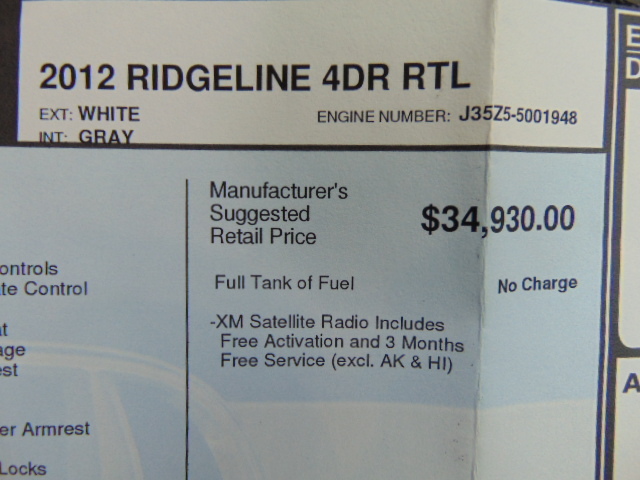 2012 RIDGELINE 4DR RTL
EXT: WHITE
ENGINE NUMBER: J35Z5-5001948
INT: GRAY
Manufacturer's
Suggested
Retail Price
$34,930.00
Full Tank of Fuel
No Charge
-XM Satellite Radio Includes
Free Activation and 3 Months
Free Service (excl. AK & HI)
ontrols
te Control
at
age
est
er Armrest
Locks
E
D
A